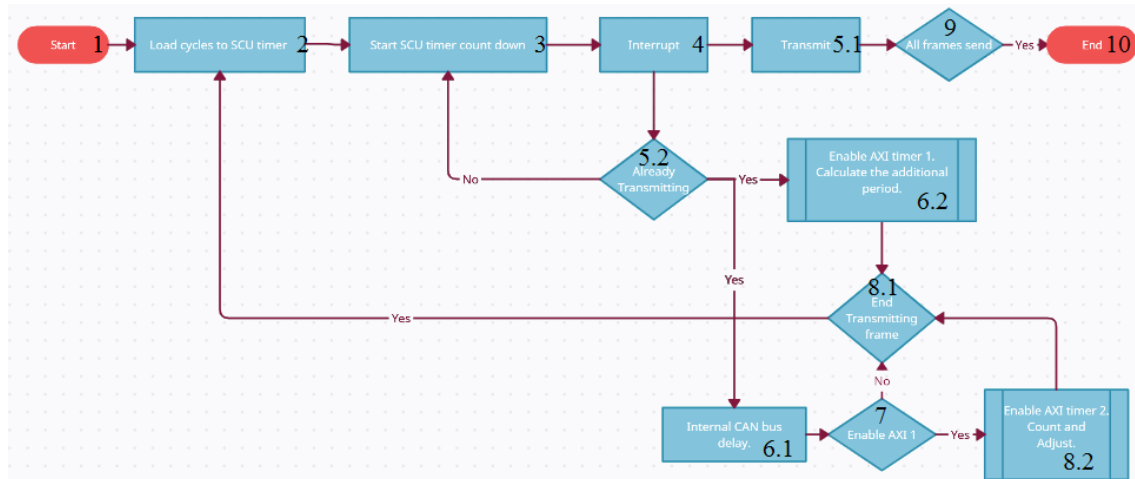 Start 1
Load cycles to SCU timer 2
Start SCU timer count down 3
Interrupt 4
Transmit 5.1
9
All frames send
Yes
End 10
5.2
Already
Transmitting
No
Yes
Enable AXI timer 1.
Calculate the additional
period.
6.2
Yes
8.1
End
Transmitting
frame
Yes
No
Internal CAN bus
delay.
6.1
7
Enable AXI 1
Yes
Enable AXI timer 2.
Count and
Adjust.
8.2